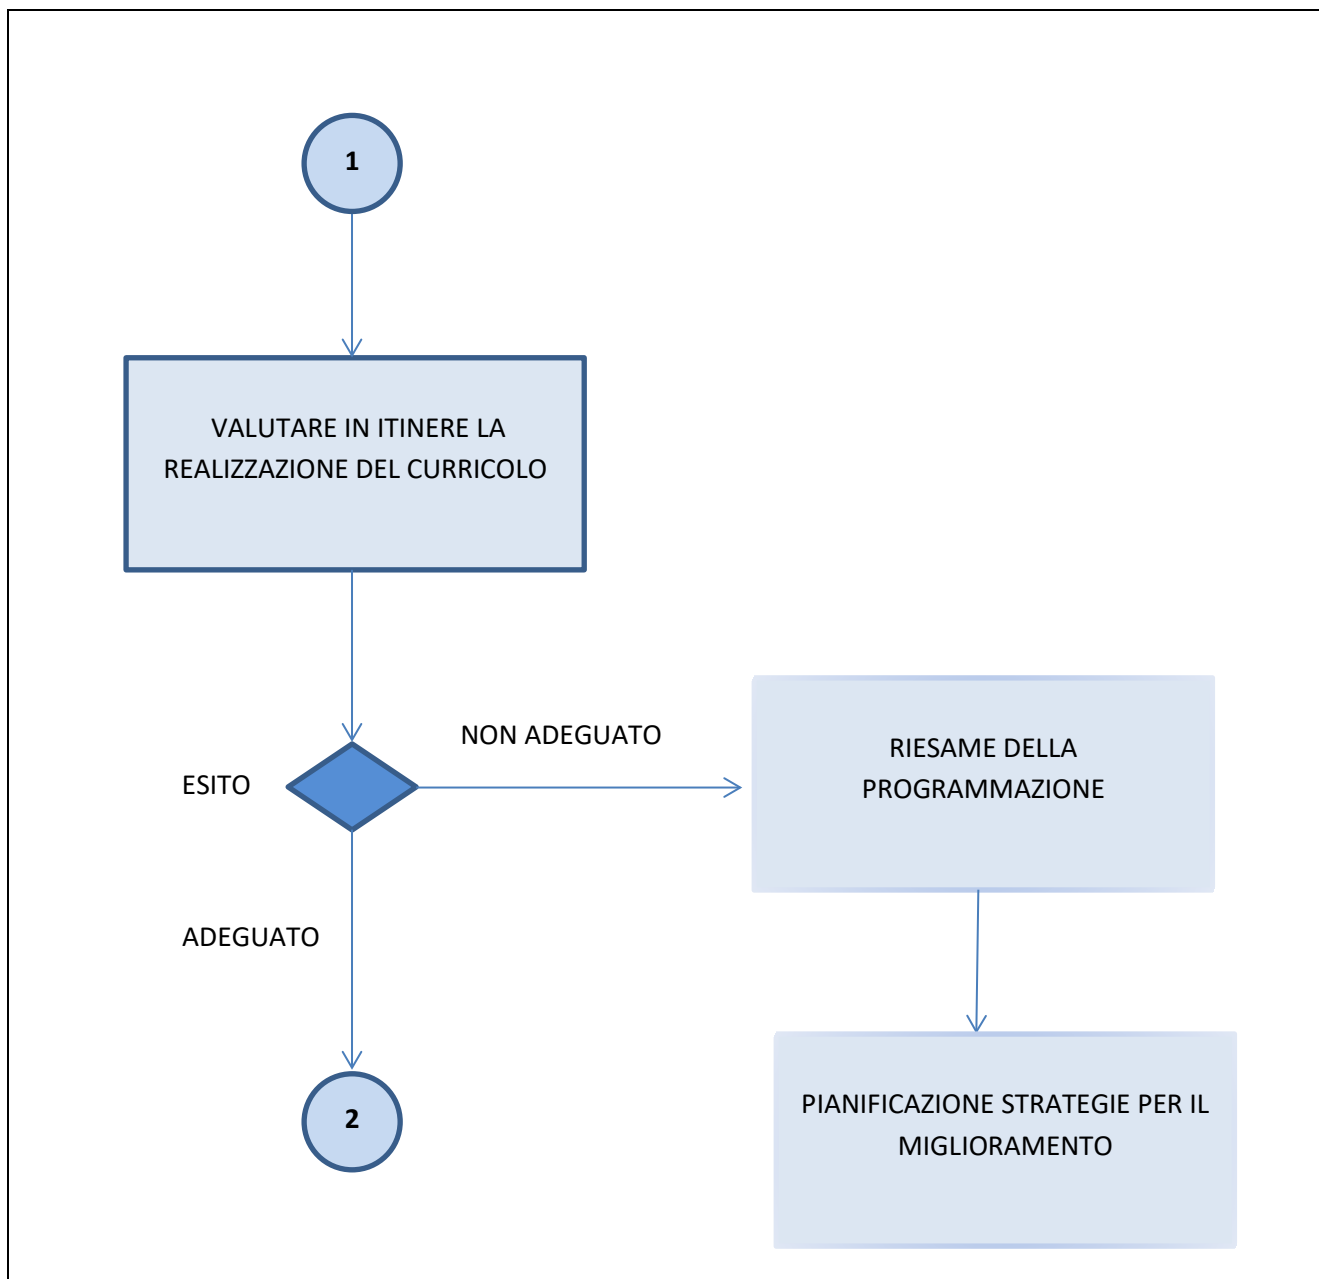 1
VALUTARE IN ITINERE LA
REALIZZAZIONE DEL CURRICOLO
NON ADEGUATO
ESITO
RIESAME DELLA
PROGRAMMAZIONE
ADEGUATO
2
PIANIFICAZIONE STRATEGIE PER IL
MIGLIORAMENTO